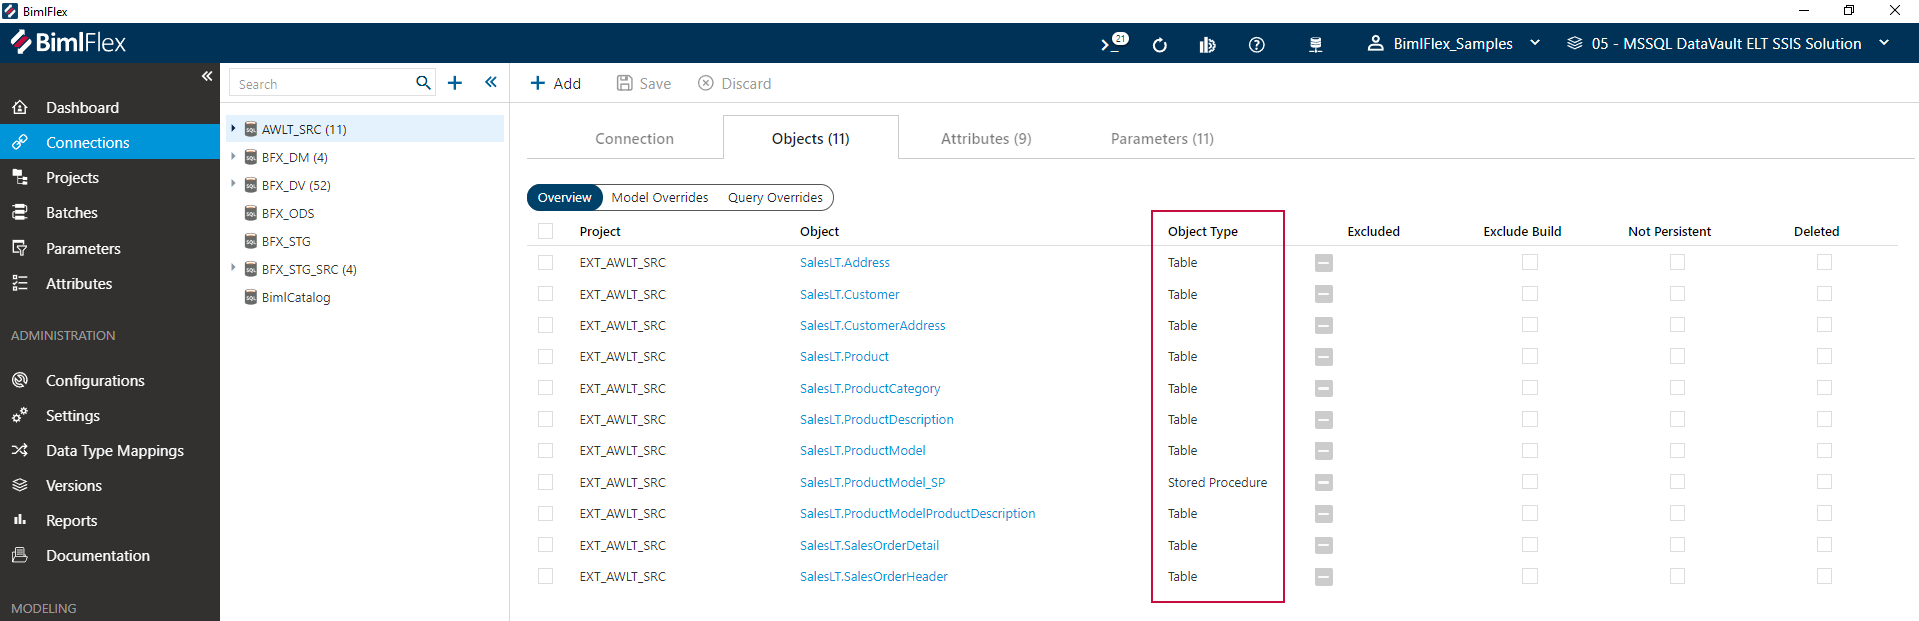 BimlFlex
BimlFlex
21
BimlFlex_Samples
05 - MSSQL DataVault ELT SSIS Solution
Dashboard
Connections
Projects
Batches
Parameters
Attributes
ADMINISTRATION
Configurations
Settings
Data Type Mappings
Versions
Reports
Documentation
MODELING
Search
AWLT_SRC (11)
BFX_DM (4)
BFX_DV (52)
BFX_ODS
BFX_STG
BFX_STG_SRC (4)
BimlCatalog
Add Save Discard
Connection Objects (11) Attributes (9) Parameters (11)
Overview Model Overrides Query Overrides
Project Object Object Type Excluded Exclude Build Not Persistent Deleted
EXT_AWLT_SRC SalesLT.Address Table
EXT_AWLT_SRC SalesLT.Customer Table
EXT_AWLT_SRC SalesLT.CustomerAddress Table
EXT_AWLT_SRC SalesLT.Product Table
EXT_AWLT_SRC SalesLT.ProductCategory Table
EXT_AWLT_SRC SalesLT.ProductDescription Table
EXT_AWLT_SRC SalesLT.ProductModel Table
EXT_AWLT_SRC SalesLT.ProductModel_SP Stored Procedure
EXT_AWLT_SRC SalesLT.ProductModelProductDescription Table
EXT_AWLT_SRC SalesLT.SalesOrderDetail Table
EXT_AWLT_SRC SalesLT.SalesOrderHeader Table